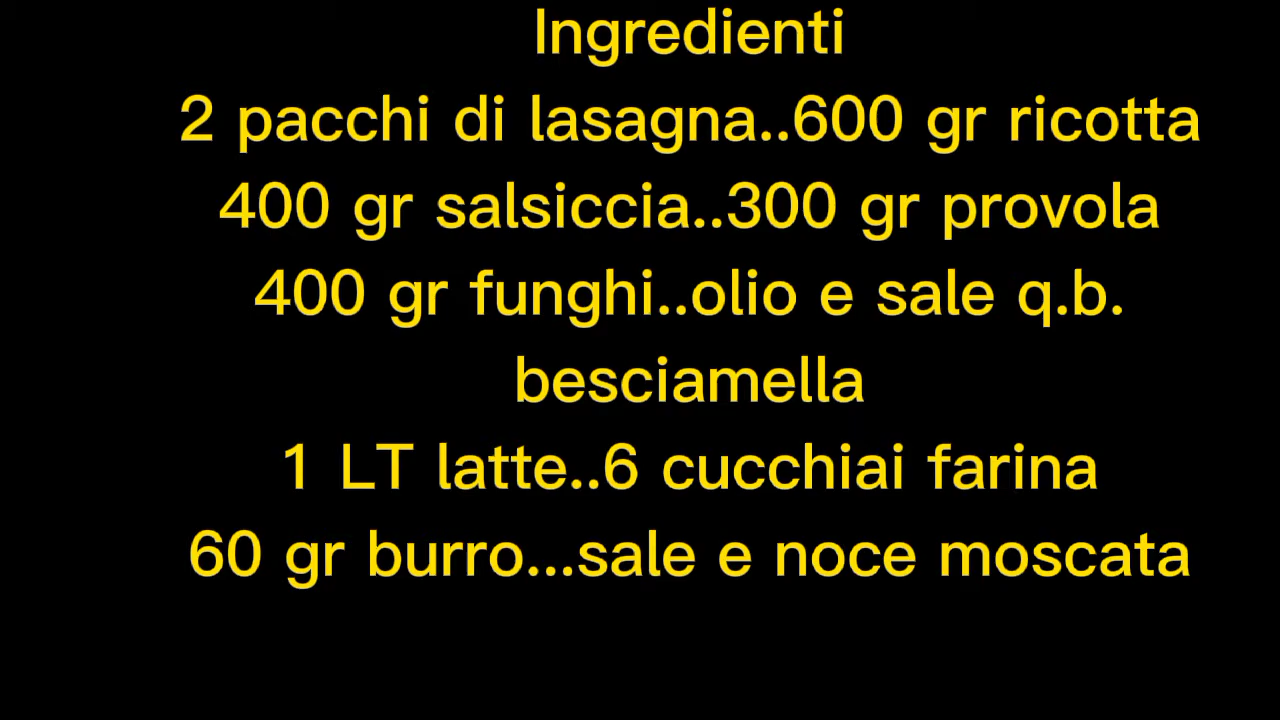 Ingredienti
2 pacchi di lasagna..600 gr ricotta
400 gr salsiccia..300 gr provola
400 gr funghi..olio e sale q.b.
besciamella
1 LT latte..6 cucchiai farina
60 gr burro...sale e noce moscata